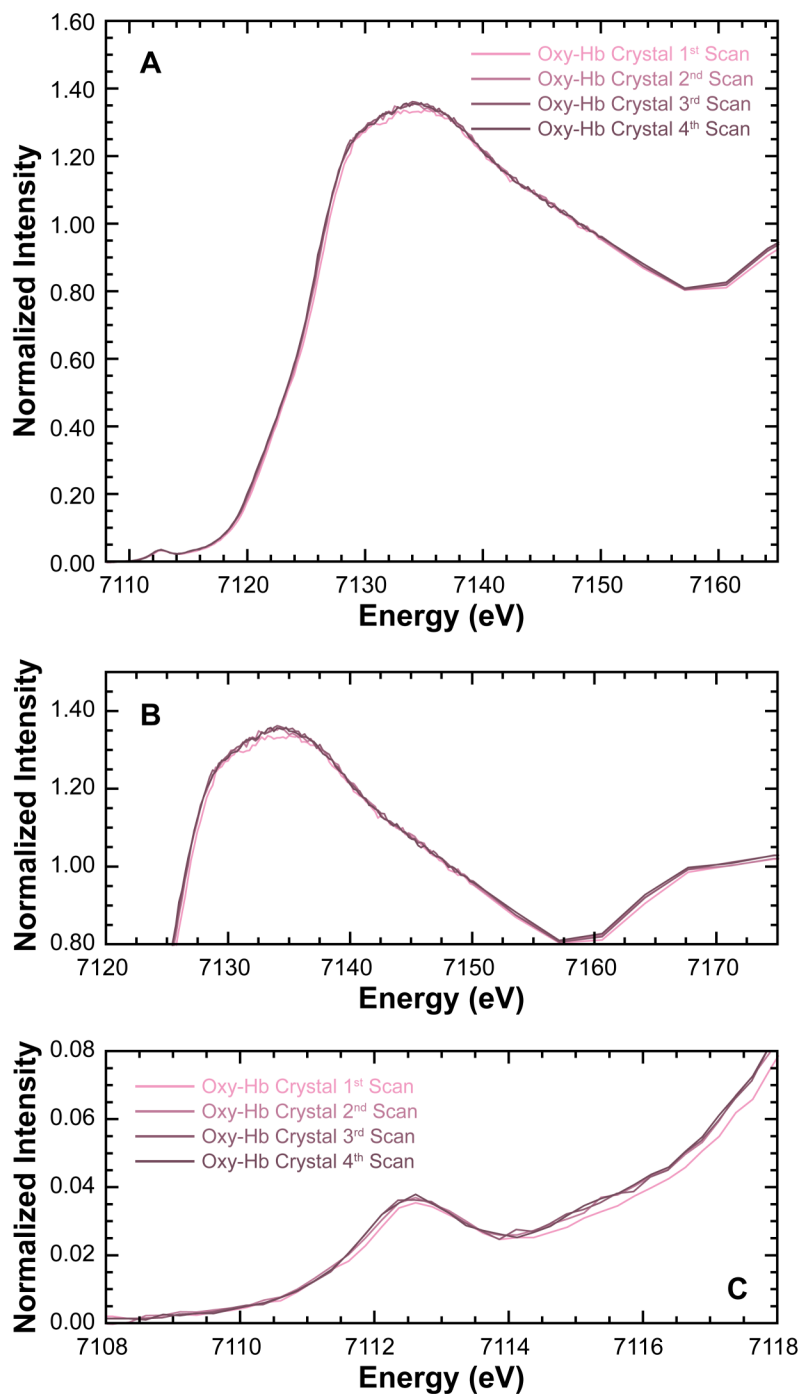 A
Oxy-Hb Crystal 1st Scan
Oxy-Hb Crystal 2nd Scan
Oxy-Hb Crystal 3rd Scan
Oxy-Hb Crystal 4th Scan
Normalized Intensity
1.60
1.40
1.20
1.00
0.80
0.60
0.40
0.20
0.00
7110 7120 7130 7140 7150 7160
Energy (eV)
B
Normalized Intensity
1.40
1.20
1.00
0.80
7120 7130 7140 7150 7160 7170
Energy (eV)
Oxy-Hb Crystal 1st Scan
Oxy-Hb Crystal 2nd Scan
Oxy-Hb Crystal 3rd Scan
Oxy-Hb Crystal 4th Scan
Normalized Intensity
0.08
0.06
0.04
0.02
0.00
C
7108 7110 7112 7114 7116 7118
Energy (eV)